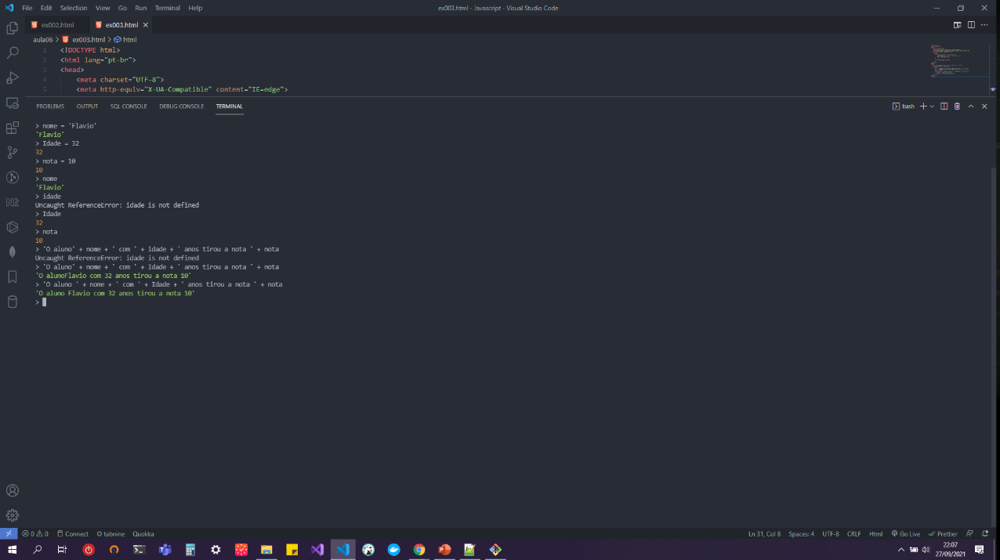 File Edit Selection View Go Run Terminal Help
ex003.html - Javascript - Visual Studio Code
ex002.html
ex003.html
aula06 > ex003.html > html
1 <!DOCTYPE html>
2 <html lang="pt-br">
3 <head>
4 <meta charset="UTF-8">
5 <meta http-equiv="X-UA-Compatible" content="IE=edge">
PROBLEMS OUTPUT SQL CONSOLE DEBUG CONSOLE TERMINAL
bash
> nome = 'Flavio'
'Flavio'
> Idade = 32
32
> nota = 10
10
> nome
'Flavio'
> idade
Uncaught ReferenceError: idade is not defined
> Idade
32
> nota
10
> 'O aluno' + nome + ' com ' + idade + ' anos tirou a nota ' + nota
Uncaught ReferenceError: idade is not defined
> 'O aluno' + nome + ' com ' + Idade + ' anos tirou a nota ' + nota
'O alunoFlavio com 32 anos tirou a nota 10'
> 'O aluno ' + nome + ' com ' + Idade + ' anos tirou a nota ' + nota
'O aluno Flavio com 32 anos tirou a nota 10'
>
0 0 Connect tabnine Quokka
Ln 31, Col 8 Spaces: 4 UTF-8 CRLF Html Go Live Prettier
22:07
27/09/2021